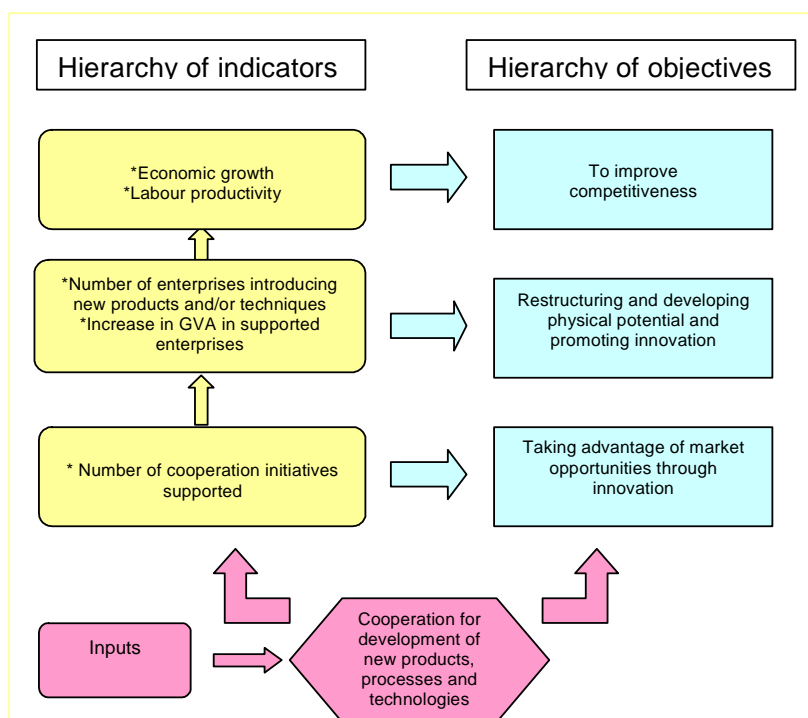 Hierarchy of indicators
Hierarchy of objectives
*Economic growth
*Labour productivity
To improve
competitiveness
*Number of enterprises introducing
new products and/or techniques
*Increase in GVA in supported
enterprises
Restructuring and developing
physical potential and
promoting innovation
* Number of cooperation initiatives
supported
Taking advantage of market
opportunities through
innovation
Inputs
Cooperation for
development of
new products,
processes and
technologies